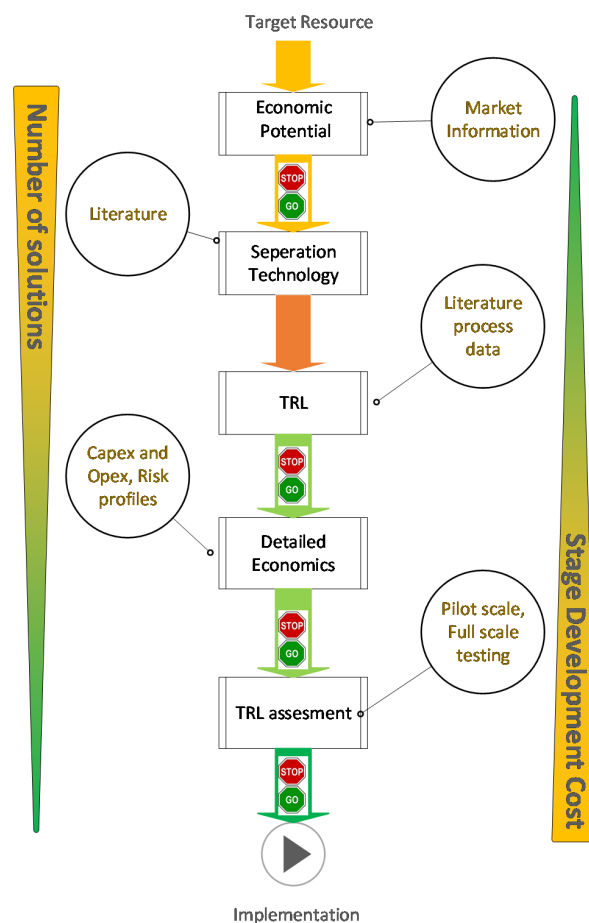 Target Resource
Number of solutions
Economic
Potential
Market
Information
STOP
GO
Literature
Seperation
Technology
Literature
process
data
TRL
Capex and
Opex, Risk
profiles
STOP
GO
Detailed
Economics
Stage Development Cost
STOP
GO
Pilot scale,
Full scale
testing
TRL assesment
STOP
GO
Implementation